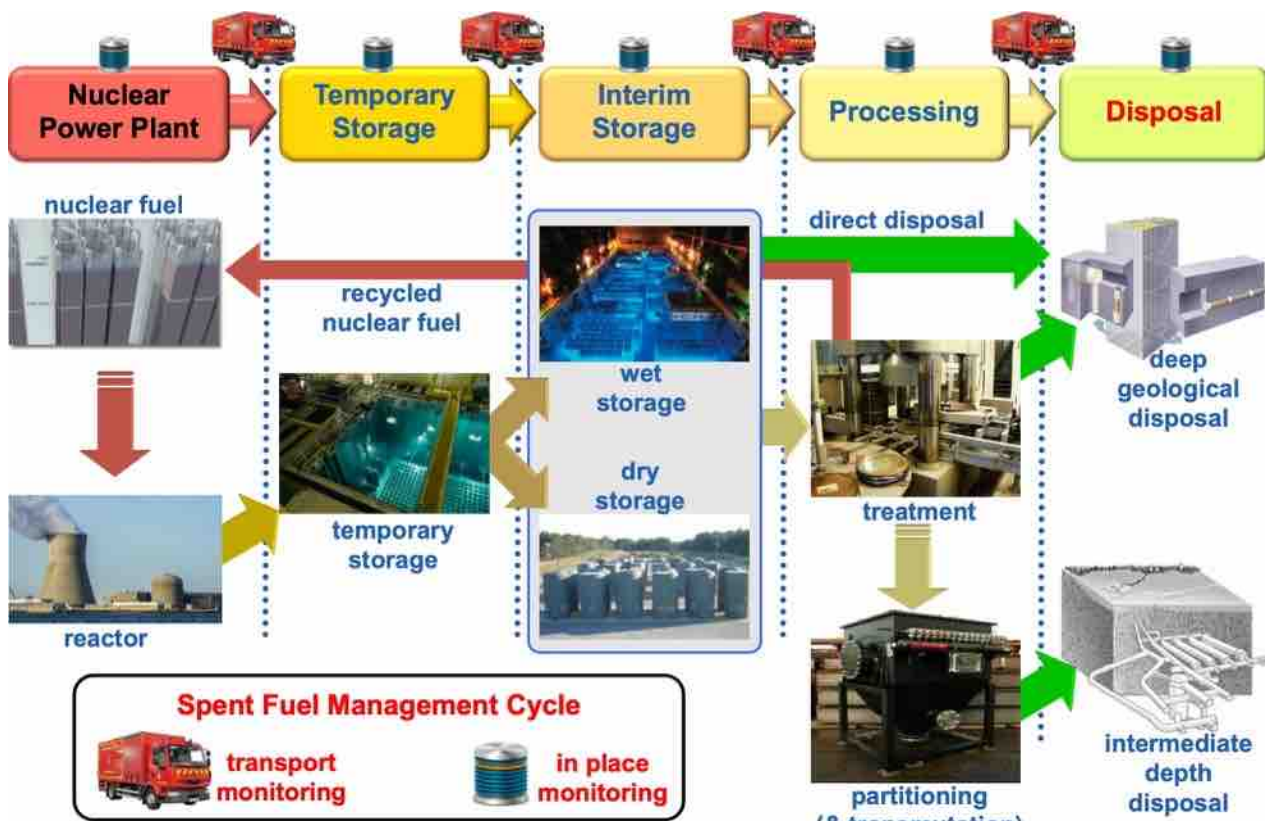 Nuclear
Power Plant
Temporary
Storage
Interim
Storage
Processing
Disposal
nuclear fuel
direct disposal
recycled
nuclear fuel
wet
storage
deep
geological
disposal
dry
storage
temporary
storage
treatment
reactor
Spent Fuel Management Cycle
transport
monitoring
in place
monitoring
intermediate
depth
disposal
partitioning